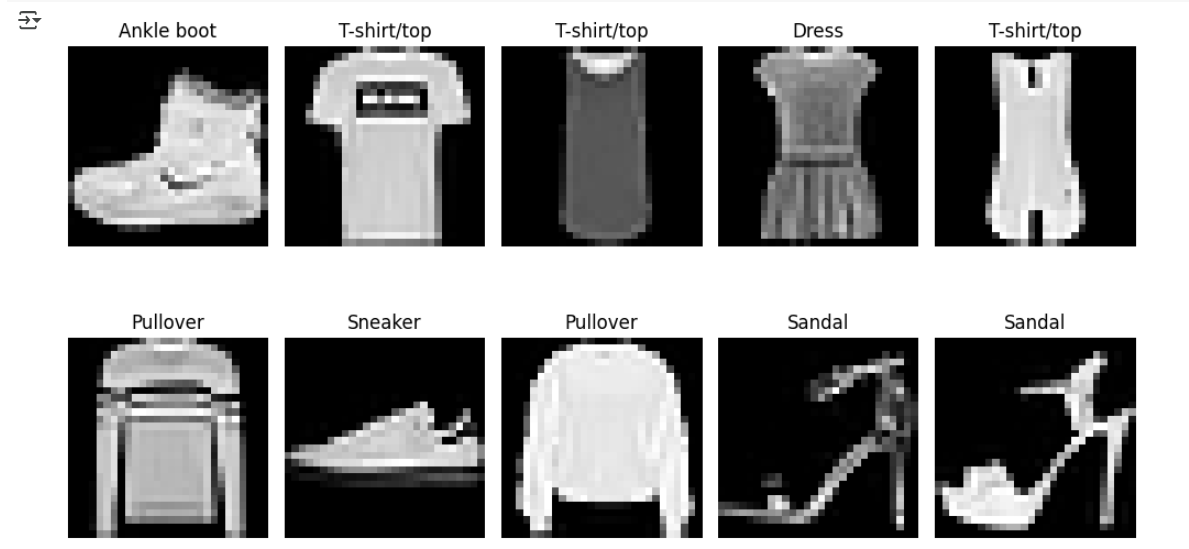 Ankle boot
T-shirt/top
T-shirt/top
Dress
T-shirt/top
Pullover
Sneaker
Pullover
Sandal
Sandal